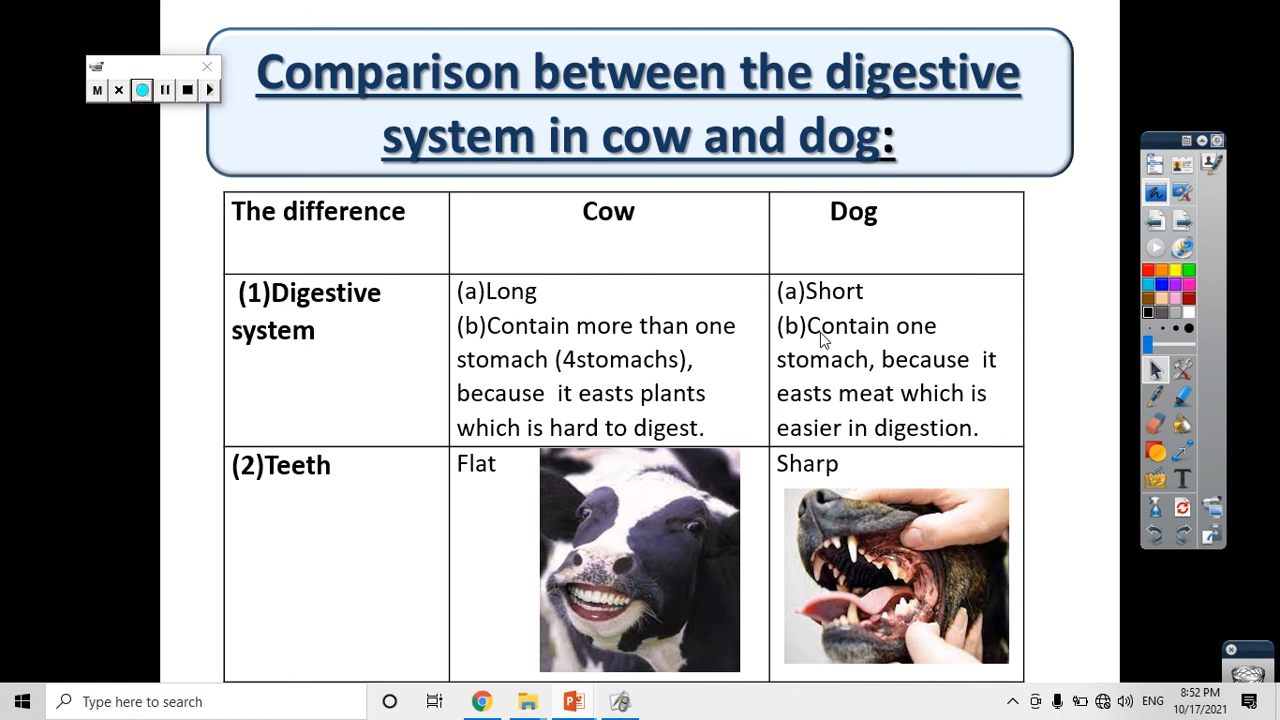 Comparison between the digestive
system in cow and dog:
M
The difference
Cow
Dog
(1)Digestive
system
(a)Long
(b)Contain more than one
stomach (4stomachs),
because it easts plants
which is hard to digest.
(a)Short
(b)Contain one
stomach, because it
easts meat which is
easier in digestion.
(2)Teeth
Flat
Sharp
T
Type here to search
ENG
8:52 PM
10/17/2021